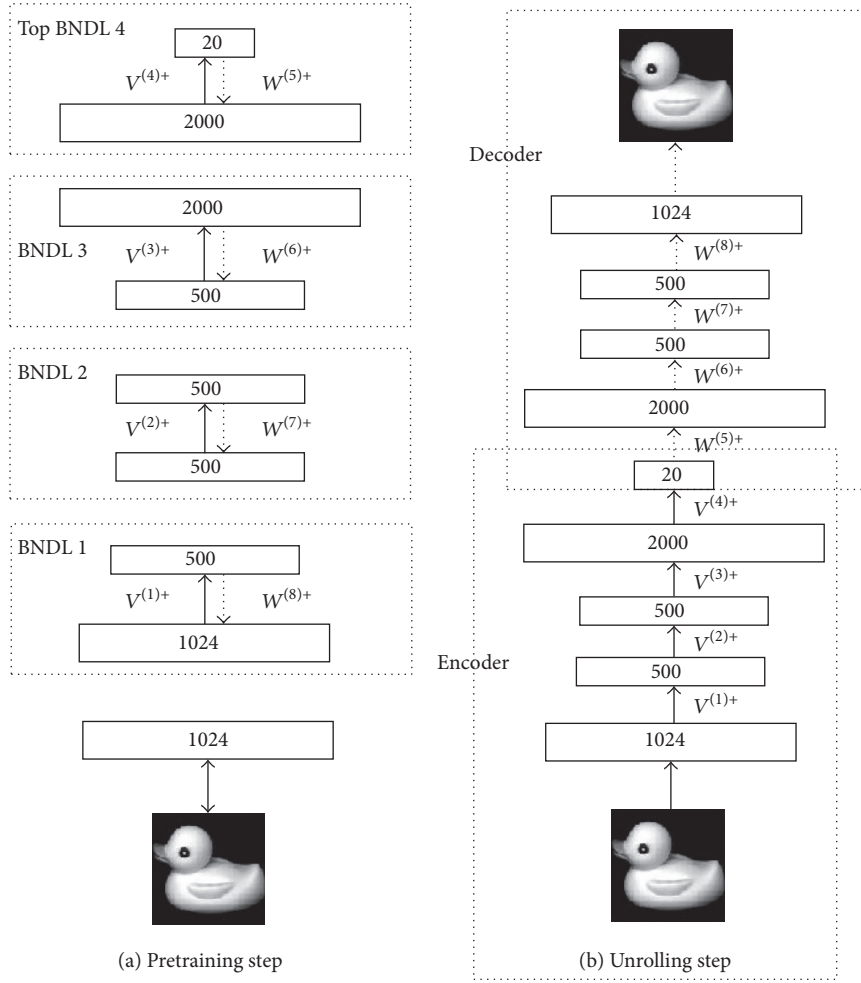 Top BNDL 4
20
V^{(4)+} W^{(5)+}
2000
2000
BNDL 3
V^{(3)+} W^{(6)+}
500
BNDL 2
500
V^{(2)+} W^{(7)+}
500
BNDL 1
500
V^{(1)+} W^{(8)+}
1024
1024
(a) Pretraining step
Decoder
1024
W^{(8)+}
500
W^{(7)+}
500
W^{(6)+}
2000
W^{(5)+}
20
V^{(4)+}
2000
V^{(3)+}
500
V^{(2)+}
Encoder
500
V^{(1)+}
1024
(b) Unrolling step